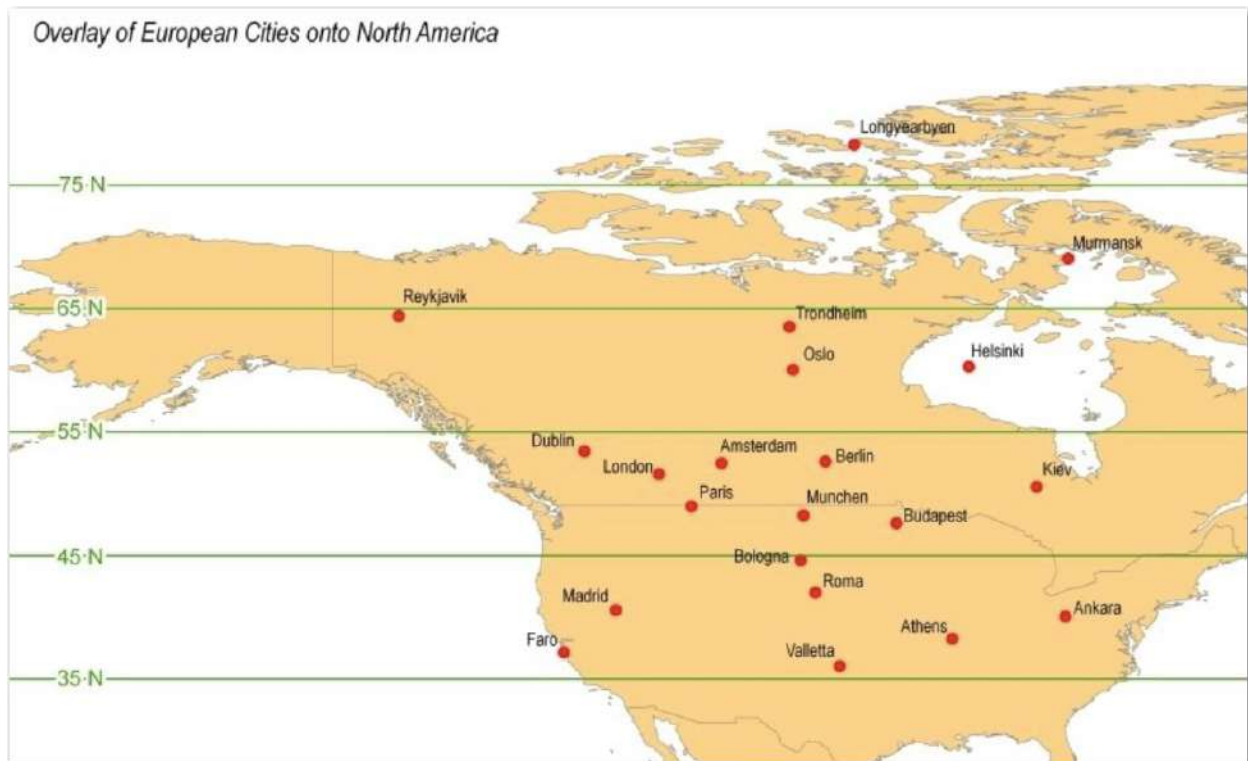 Overlay of European Cities onto North America
Longyearbyen
75·N
Murmansk
Reykjavik
65·N
Trondheim
Oslo
Helsinki
55·N
Dublin
Amsterdam
Berlin
London
Kiev
Paris
Munchen
Budapest
45·N
Bologna
Roma
Madrid
Ankara
Athens
Faro
Valletta
35·N